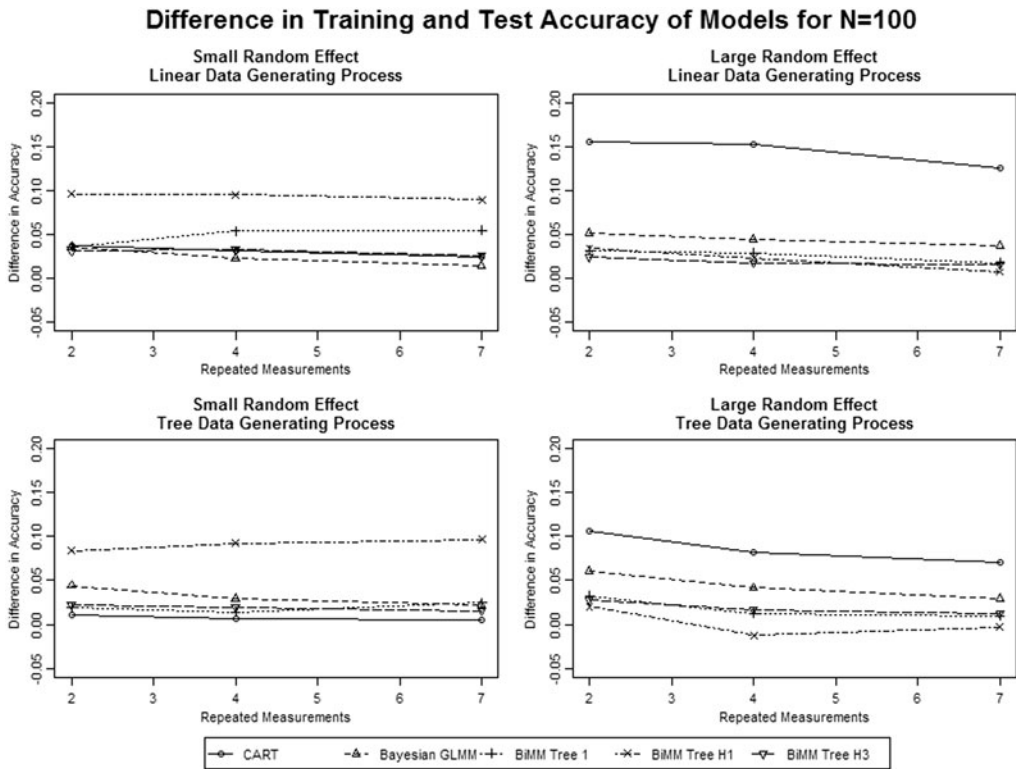 Difference in Training and Test Accuracy of Models for N=100
Small Random Effect
Linear Data Generating Process
Difference in Accuracy
0.20
0.15
0.10
0.05
0.00
-0.05
2 3 4 5 6 7
Repeated Measurements
Large Random Effect
Linear Data Generating Process
Difference in Accuracy
0.20
0.15
0.10
0.05
0.00
-0.05
2 3 4 5 6 7
Repeated Measurements
Small Random Effect
Tree Data Generating Process
Difference in Accuracy
0.20
0.15
0.10
0.05
0.00
-0.05
2 3 4 5 6 7
Repeated Measurements
Large Random Effect
Tree Data Generating Process
Difference in Accuracy
0.20
0.15
0.10
0.05
0.00
-0.05
2 3 4 5 6 7
Repeated Measurements
CART Bayesian GLMM BiMM Tree 1 BiMM Tree H1 BiMM Tree H3